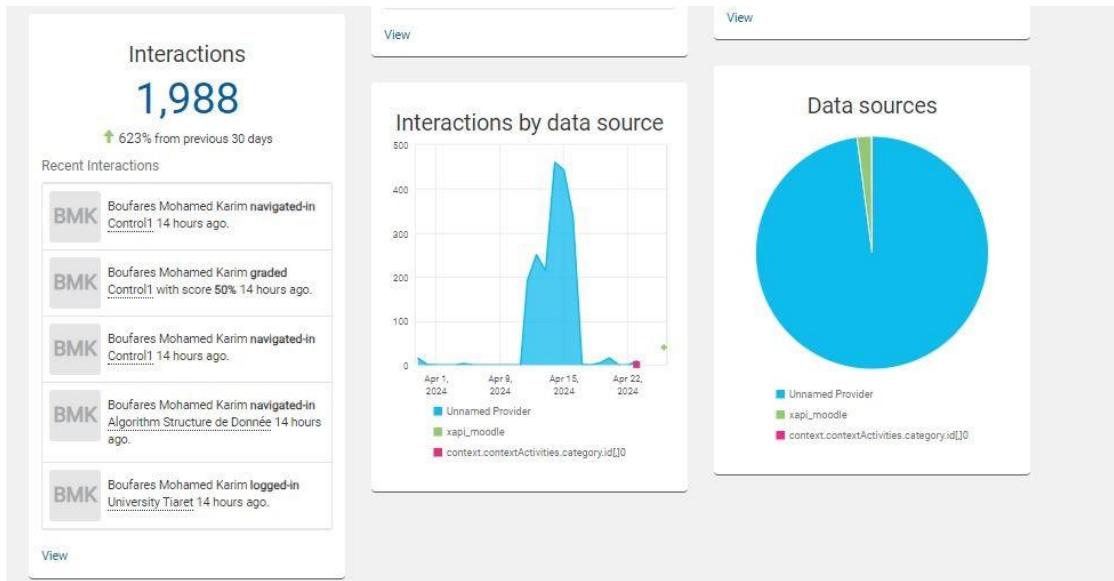 Interactions
1,988
623% from previous 30 days
Recent Interactions
BMK
Boufares Mohamed Karim navigated-in
Control1 14 hours ago.
BMK
Boufares Mohamed Karim graded
Control1 with score 50% 14 hours ago.
BMK
Boufares Mohamed Karim navigated-in
Control1 14 hours ago.
BMK
Boufares Mohamed Karim navigated-in
Algorithm Structure de Donnée 14 hours
ago.
BMK
Boufares Mohamed Karim logged-in
University Tiaret 14 hours ago.
View
View
Interactions by data source
500
400
300
200
100
0
Apr 1,
2024
Apr 8,
2024
Apr 15,
2024
Apr 22,
2024
Unnamed Provider
xapi_moodle
context.contextActivities.category.id[,]0
View
Data sources
Unnamed Provider
xapi_moodle
context.contextActivities.category.id[,]0